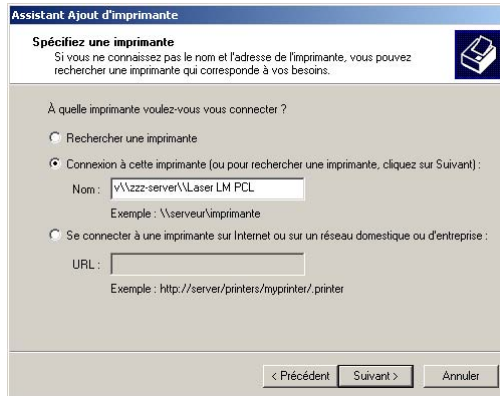 Assistant Ajout d'imprimante
Spécifiez une imprimante
Si vous ne connaissez pas le nom et l'adresse de l'imprimante, vous pouvez
rechercher une imprimante qui corresponde à vos besoins.
À quelle imprimante voulez-vous vous connecter ?
Rechercher une imprimante
Connexion à cette imprimante (ou pour rechercher une imprimante, cliquez sur Suivant) :
Nom : v\\zzz-server\\Laser LM PCL
Exemple : \\serveur\imprimante
Se connecter à une imprimante sur Internet ou sur un réseau domestique ou d'entreprise :
URL :
Exemple : http://server/printers/myprinter/.printer
< Précédent Suivant > Annuler